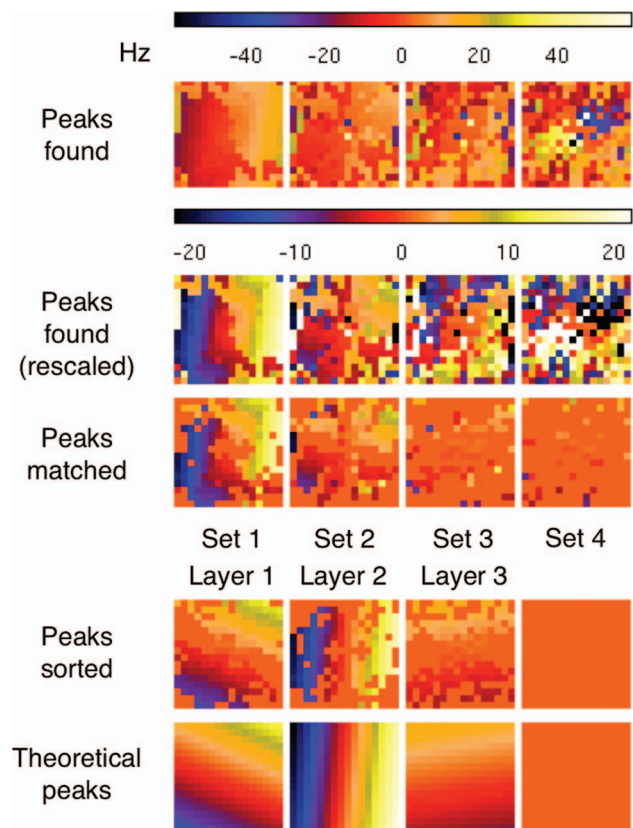 Hz -40 -20 0 20 40
Peaks
found
-20 -10 0 10 20
Peaks
found
(rescaled)
Peaks
matched
Set 1 Set 2 Set 3 Set 4
Layer 1 Layer 2 Layer 3
Peaks
sorted
Theoretical
peaks